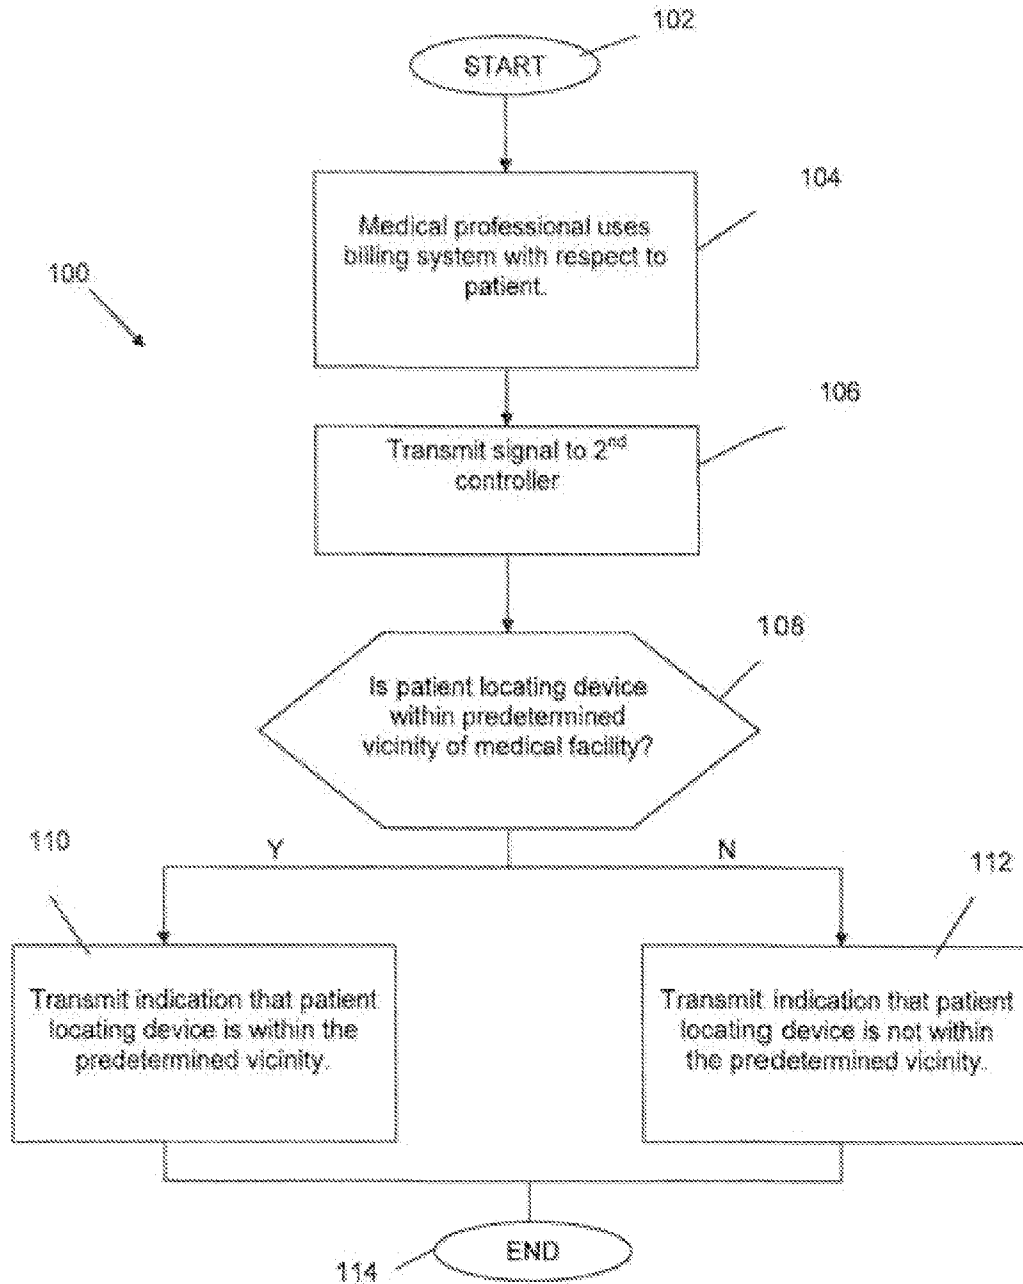 102
START
104
Medical professional uses
billing system with respect to
patient.
100
106
Transmit signal to 2nd
controller
108
Is patient locating device
within predetermined
vicinity of medical facility?
110
Y
N
112
Transmit indication that patient
locating device is within the
predetermined vicinity.
Transmit indication that patient
locating device is not within
the predetermined vicinity.
END
114